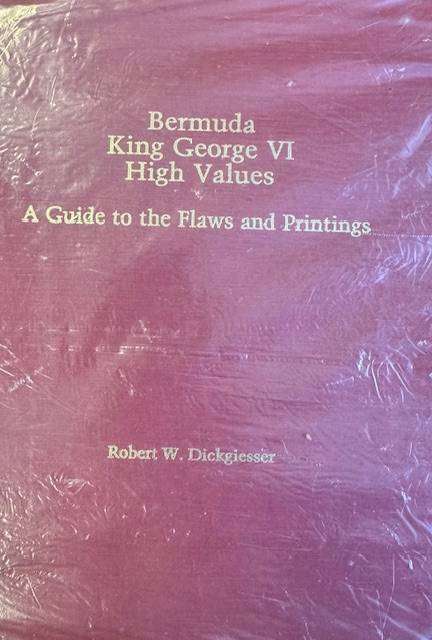 Bermuda
King George VI
High Values
A Guide to the Flaws and Printings
Robert W. Dickgiesser